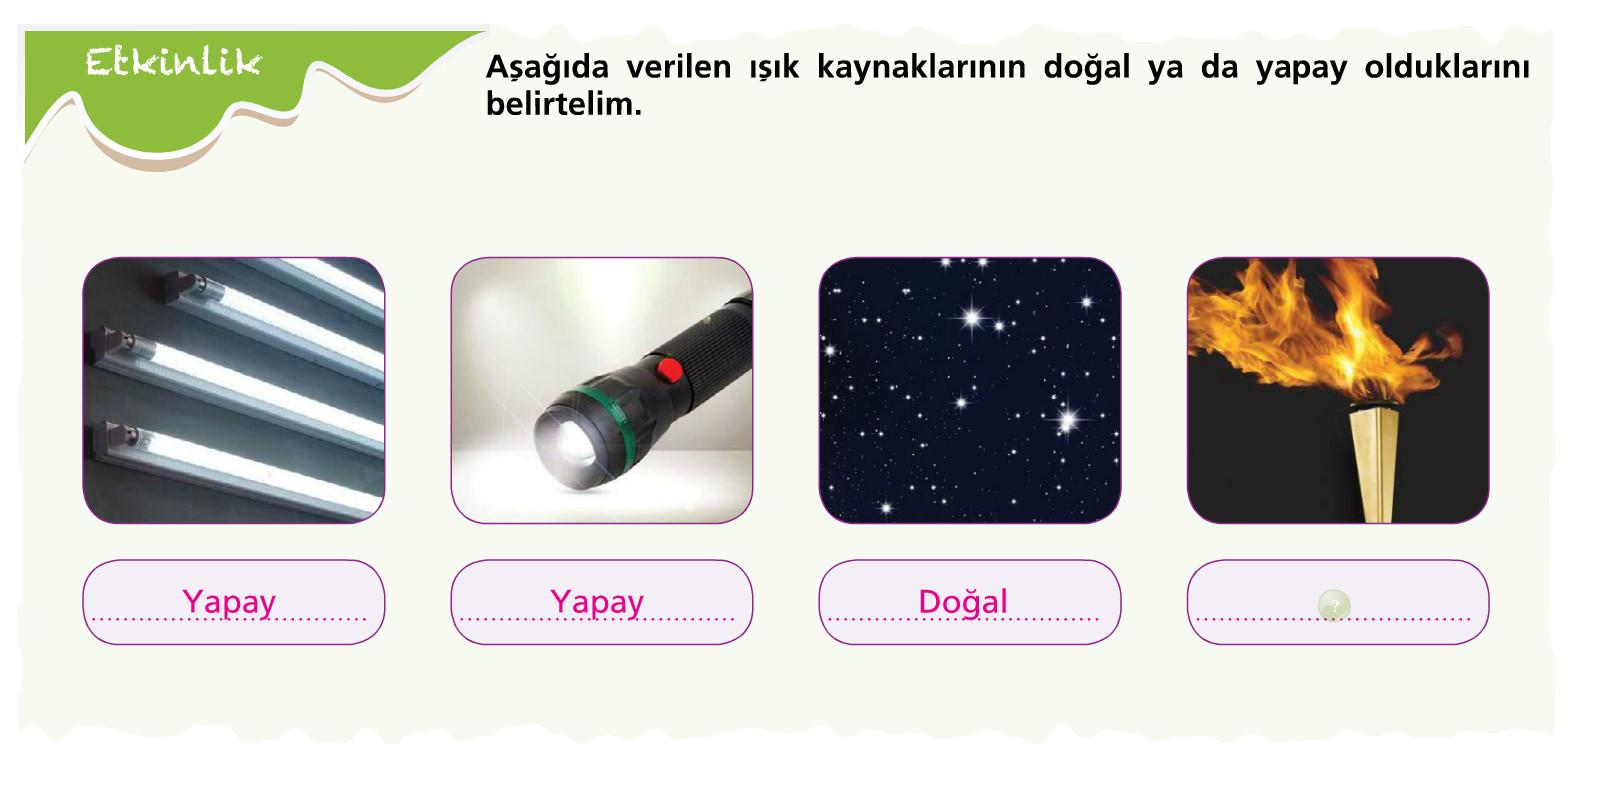 Etkinlik
Aşağıda verilen ışık kaynaklarının doğal ya da yapay olduklarını
belirtelim.
Yapay
Yapay
Doğal
?